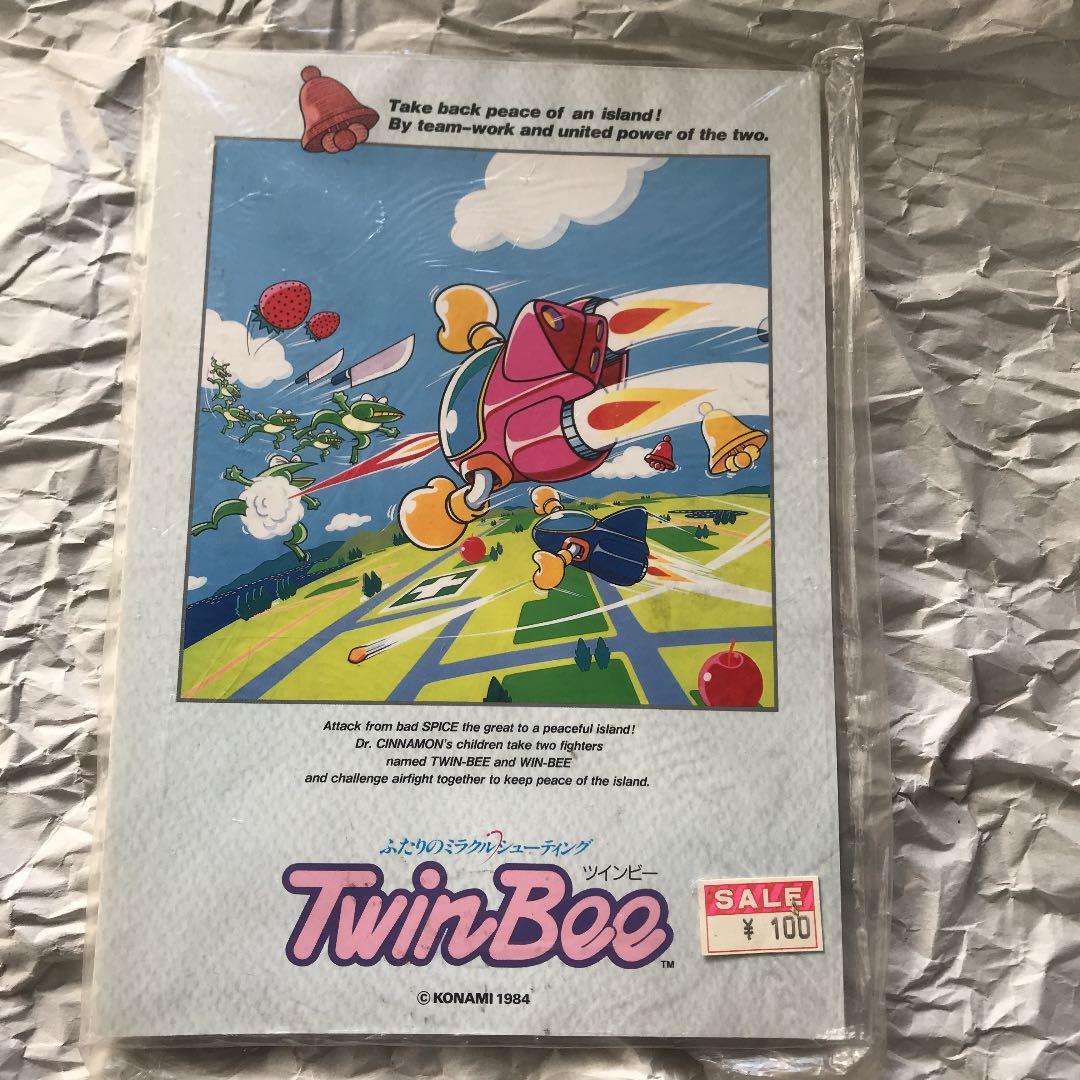 Take back peace of an island!
By team-work and united power of the two.
Attack from bad SPICE the great to a peaceful island!
Dr. CINNAMON's children take two fighters
named TWIN-BEE and WIN-BEE
and challenge airfight together to keep peace of the island.
ふたりのミラクルシューティング
ツインビー
TwinBee™
SALE
¥ 100
© KONAMI 1984